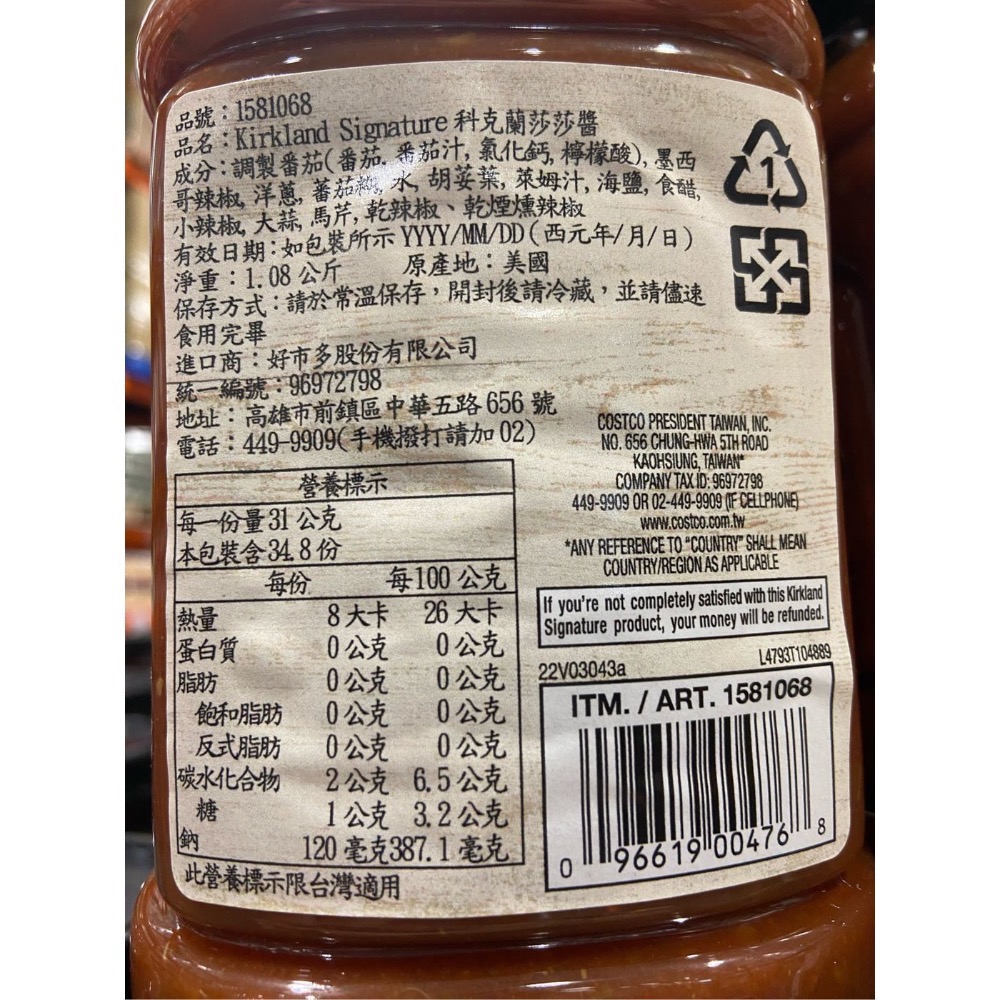 品號：1581068
品名：Kirkland Signature 科克蘭莎莎醬
成分：調製番茄(番茄, 番茄汁, 氯化鈣, 檸檬酸), 墨西
哥辣椒, 洋蔥, 蕃茄糊, 水, 胡荽葉, 萊姆汁, 海鹽, 食醋,
小辣椒, 大蒜, 馬芹, 乾辣椒、乾煙燻辣椒
有效日期：如包裝所示 YYYY/MM/DD(西元年/月/日)
淨重：1.08 公斤 原產地：美國
保存方式：請於常溫保存，開封後請冷藏，並請儘速
食用完畢
進口商：好市多股份有限公司
統一編號：96972798
地址：高雄市前鎮區中華五路 656 號
電話：449-9909(手機撥打請加 02)
營養標示
每一份量 31 公克
本包裝含 34.8 份
每份 每 100 公克
熱量 8 大卡 26 大卡
蛋白質 0 公克 0 公克
脂肪 0 公克 0 公克
飽和脂肪 0 公克 0 公克
反式脂肪 0 公克 0 公克
碳水化合物 2 公克 6.5 公克
糖 1 公克 3.2 公克
鈉 120 毫克 387.1 毫克
此營養標示限台灣適用
1
COSTCO PRESIDENT TAIWAN, INC.
NO. 656 CHUNG-HWA 5TH ROAD
KAOHSIUNG, TAIWAN*
COMPANY TAX ID: 96972798
449-9909 OR 02-449-9909 (IF CELLPHONE)
www.costco.com.tw
*ANY REFERENCE TO "COUNTRY" SHALL MEAN
COUNTRY/REGION AS APPLICABLE
If you're not completely satisfied with this Kirkland
Signature product, your money will be refunded.
22V03043a L4793T104889
ITM. / ART. 1581068
0 96619 00476 8